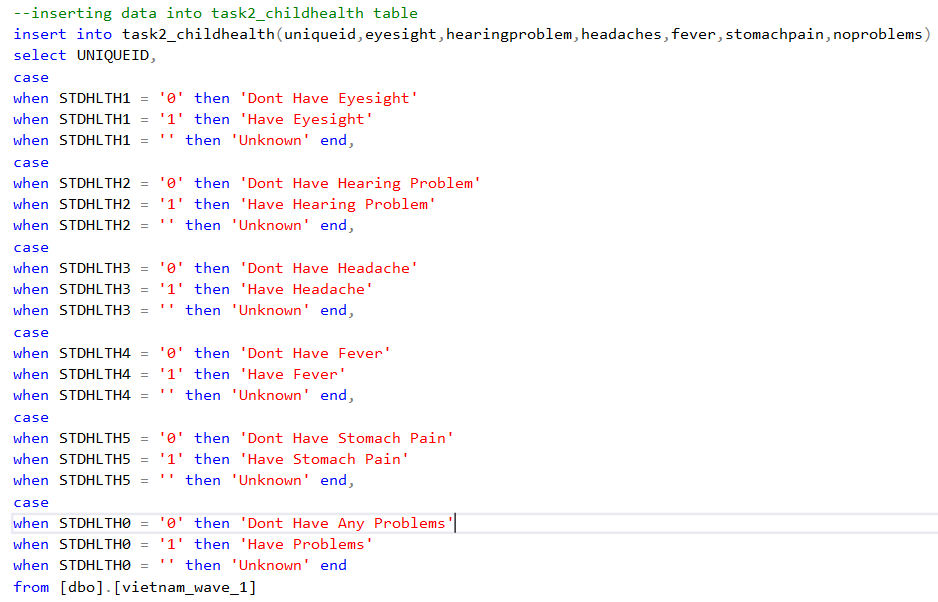 --inserting data into task2_childhealth table
insert into task2_childhealth(uniqueid,eyesight,hearingproblem,headaches,fever,stomachpain,noproblems)
select UNIQUEID,
case
when STDHLTH1 = '0' then 'Dont Have Eyesight'
when STDHLTH1 = '1' then 'Have Eyesight'
when STDHLTH1 = '' then 'Unknown' end,
case
when STDHLTH2 = '0' then 'Dont Have Hearing Problem'
when STDHLTH2 = '1' then 'Have Hearing Problem'
when STDHLTH2 = '' then 'Unknown' end,
case
when STDHLTH3 = '0' then 'Dont Have Headache'
when STDHLTH3 = '1' then 'Have Headache'
when STDHLTH3 = '' then 'Unknown' end,
case
when STDHLTH4 = '0' then 'Dont Have Fever'
when STDHLTH4 = '1' then 'Have Fever'
when STDHLTH4 = '' then 'Unknown' end,
case
when STDHLTH5 = '0' then 'Dont Have Stomach Pain'
when STDHLTH5 = '1' then 'Have Stomach Pain'
when STDHLTH5 = '' then 'Unknown' end,
case
when STDHLTH0 = '0' then 'Dont Have Any Problems'
when STDHLTH0 = '1' then 'Have Problems'
when STDHLTH0 = '' then 'Unknown' end
from [dbo].[vietnam_wave_1]